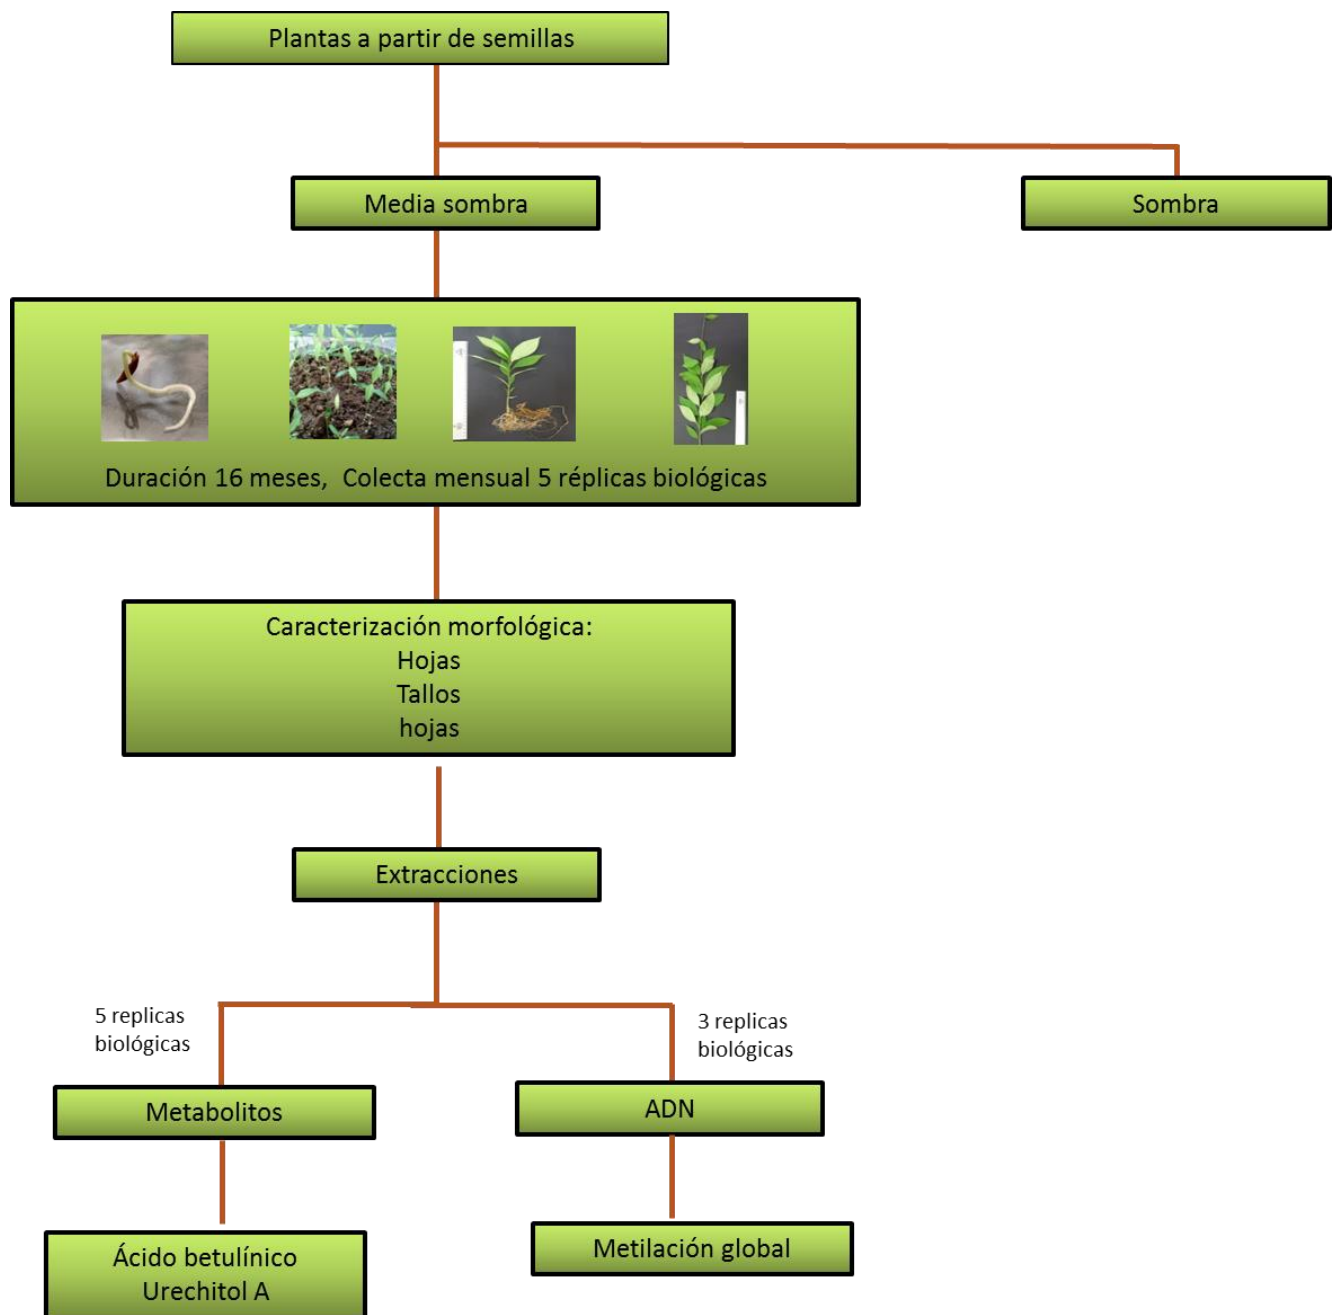 Plantas a partir de semillas
Media sombra
Sombra
Duración 16 meses, Colecta mensual 5 réplicas biológicas
Caracterización morfológica:
Hojas
Tallos
hojas
Extracciones
5 replicas
biológicas
3 replicas
biológicas
Metabolitos
ADN
Ácido betulínico
Urechitol A
Metilación global